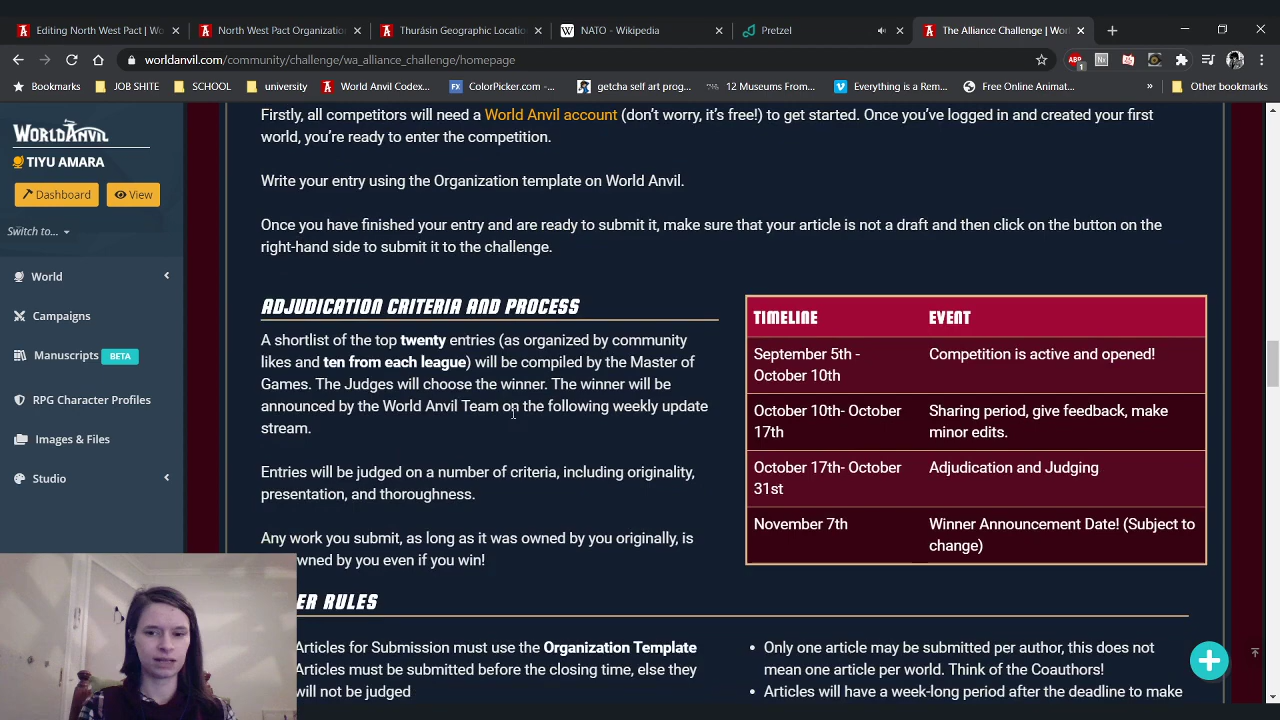 Editing North West Pact | Wo
North West Pact Organization
Thurásin Geographic Locatio
NATO - Wikipedia
Pretzel
The Alliance Challenge | Worl
worldanvil.com/community/challenge/wa_alliance_challenge/homepage
Bookmarks
JOB SHITE
SCHOOL
university
World Anvil Codex...
ColorPicker.com -...
getcha self art prog...
12 Museums From...
Everything is a Rem...
Free Online Animat...
»
Other bookmarks
WORLDANVIL
TIYU AMARA
Dashboard
View
Switch to...
World
Campaigns
Manuscripts BETA
RPG Character Profiles
Images & Files
Studio
Firstly, all competitors will need a World Anvil account (don't worry, it's free!) to get started. Once you've logged in and created your first
world, you're ready to enter the competition.
Write your entry using the Organization template on World Anvil.
Once you have finished your entry and are ready to submit it, make sure that your article is not a draft and then click on the button on the
right-hand side to submit it to the challenge.
ADJUDICATION CRITERIA AND PROCESS
A shortlist of the top twenty entries (as organized by community
likes and ten from each league) will be compiled by the Master of
Games. The Judges will choose the winner. The winner will be
announced by the World Anvil Team on the following weekly update
stream.
Entries will be judged on a number of criteria, including originality,
presentation, and thoroughness.
Any work you submit, as long as it was owned by you originally, is
owned by you even if you win!
TIMELINE EVENT
September 5th - Competition is active and opened!
October 10th
October 10th- October Sharing period, give feedback, make
17th minor edits.
October 17th- October Adjudication and Judging
31st
November 7th Winner Announcement Date! (Subject to
change)
ER RULES
Articles for Submission must use the Organization Template
Articles must be submitted before the closing time, else they
will not be judged
• Only one article may be submitted per author, this does not
mean one article per world. Think of the Coauthors!
• Articles will have a week-long period after the deadline to make